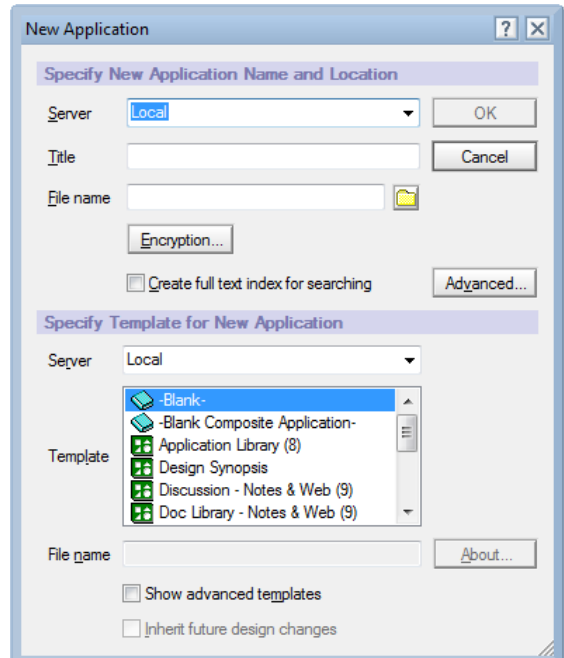 New Application
Specify New Application Name and Location
Server Local OK
Title Cancel
File name
Encryption...
Create full text index for searching Advanced...
Specify Template for New Application
Server Local
-Blank-
-Blank Composite Application-
Application Library (8)
Template Design Synopsis
Discussion - Notes & Web (9)
Doc Library - Notes & Web (9)
File name About...
Show advanced templates
Inherit future design changes